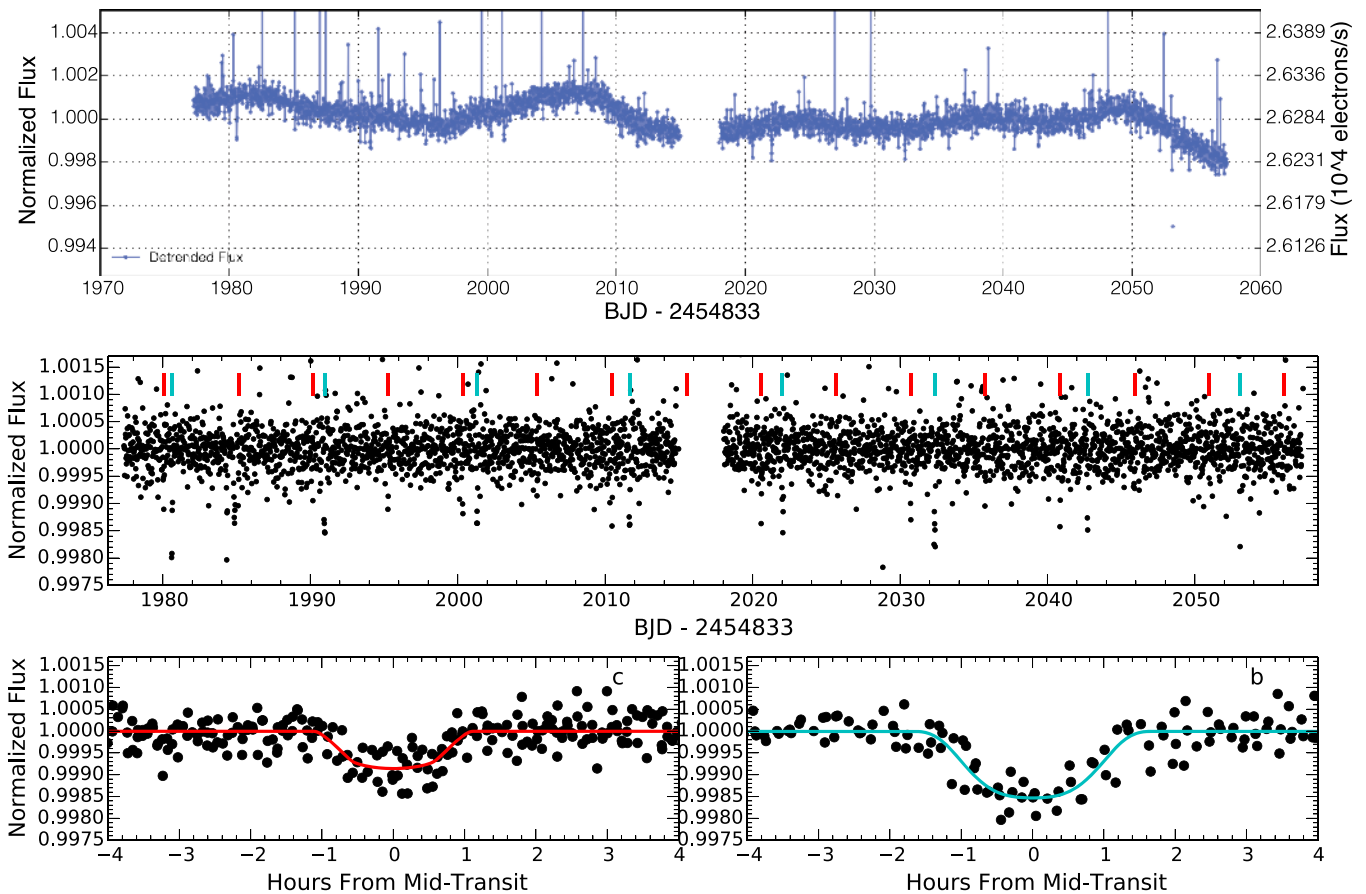 1.004
1.002
1.000
0.998
0.996
0.994
Normalized Flux
2.6389
2.6336
2.6284
2.6231
2.6179
2.6126
Flux (10^4 electrons/s)
Detrended Flux
1970 1980 1990 2000 2010 2020 2030 2040 2050 2060
BJD - 2454833
1.0015
1.0010
1.0005
1.0000
0.9995
0.9990
0.9985
0.9980
0.9975
Normalized Flux
1980 1990 2000 2010 2020 2030 2040 2050
BJD - 2454833
1.0015
1.0010
1.0005
1.0000
0.9995
0.9990
0.9985
0.9980
0.9975
Normalized Flux
c
−4 −3 −2 −1 0 1 2 3 4
Hours From Mid-Transit
1.0015
1.0010
1.0005
1.0000
0.9995
0.9990
0.9985
0.9980
0.9975
b
−4 −3 −2 −1 0 1 2 3 4
Hours From Mid-Transit